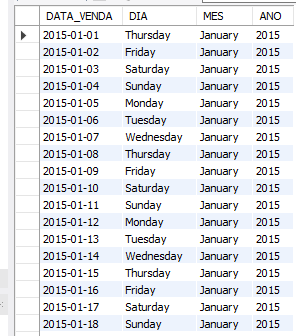 DATA_VENDA DIA MES ANO
2015-01-01 Thursday January 2015
2015-01-02 Friday January 2015
2015-01-03 Saturday January 2015
2015-01-04 Sunday January 2015
2015-01-05 Monday January 2015
2015-01-06 Tuesday January 2015
2015-01-07 Wednesday January 2015
2015-01-08 Thursday January 2015
2015-01-09 Friday January 2015
2015-01-10 Saturday January 2015
2015-01-11 Sunday January 2015
2015-01-12 Monday January 2015
2015-01-13 Tuesday January 2015
2015-01-14 Wednesday January 2015
2015-01-15 Thursday January 2015
2015-01-16 Friday January 2015
2015-01-17 Saturday January 2015
2015-01-18 Sunday January 2015